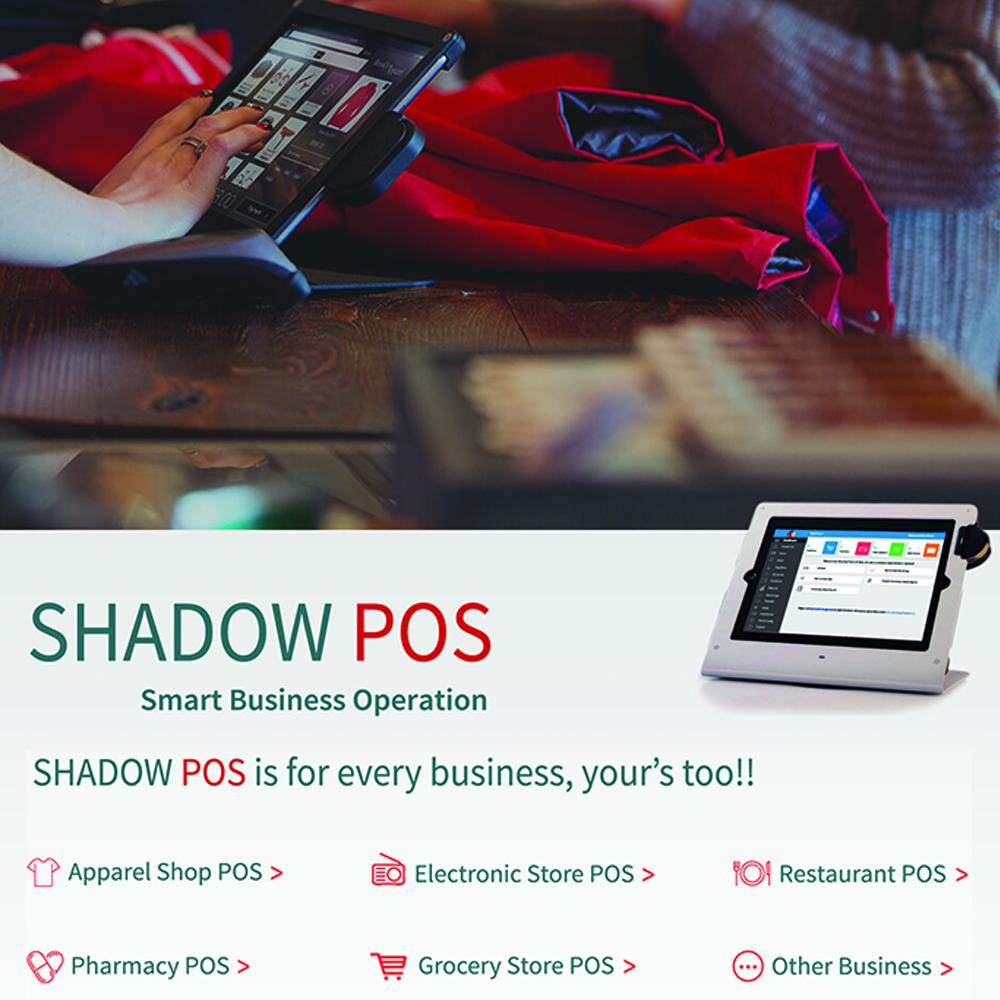 SHADOW POS
Smart Business Operation
SHADOW POS is for every business, your's too!!
Apparel Shop POS >
Electronic Store POS >
Restaurant POS >
Pharmacy POS >
Grocery Store POS >
Other Business >